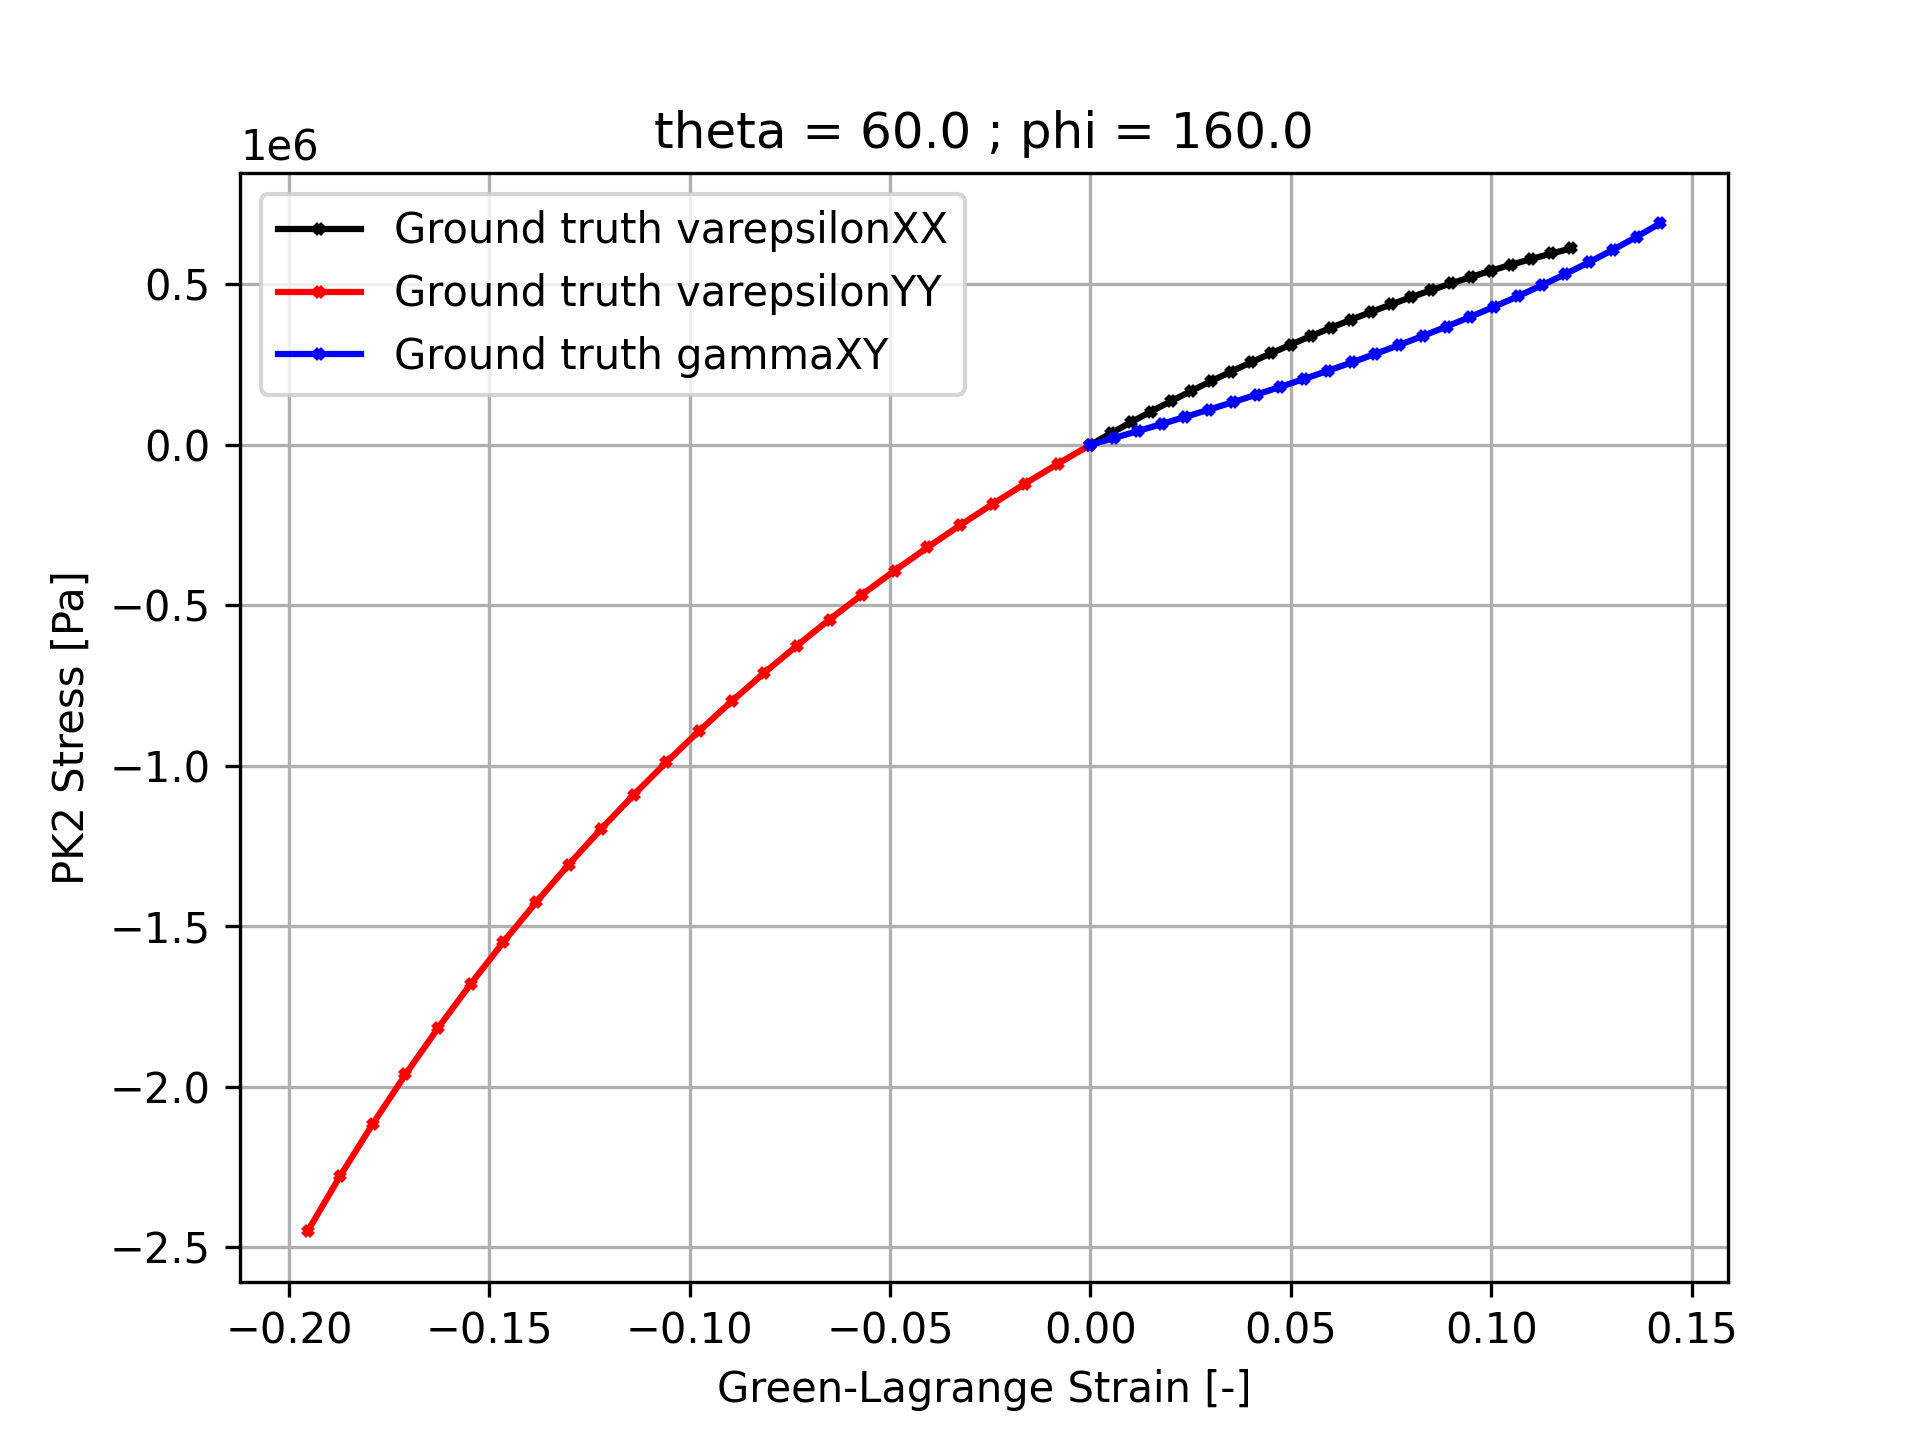 theta = 60.0 ; phi = 160.0
1e6
Ground truth varepsilonXX
Ground truth varepsilonYY
Ground truth gammaXY
0.5
0.0
−0.5
−1.0
−1.5
−2.0
−2.5
PK2 Stress [Pa]
−0.20 −0.15 −0.10 −0.05 0.00 0.05 0.10 0.15
Green-Lagrange Strain [-]